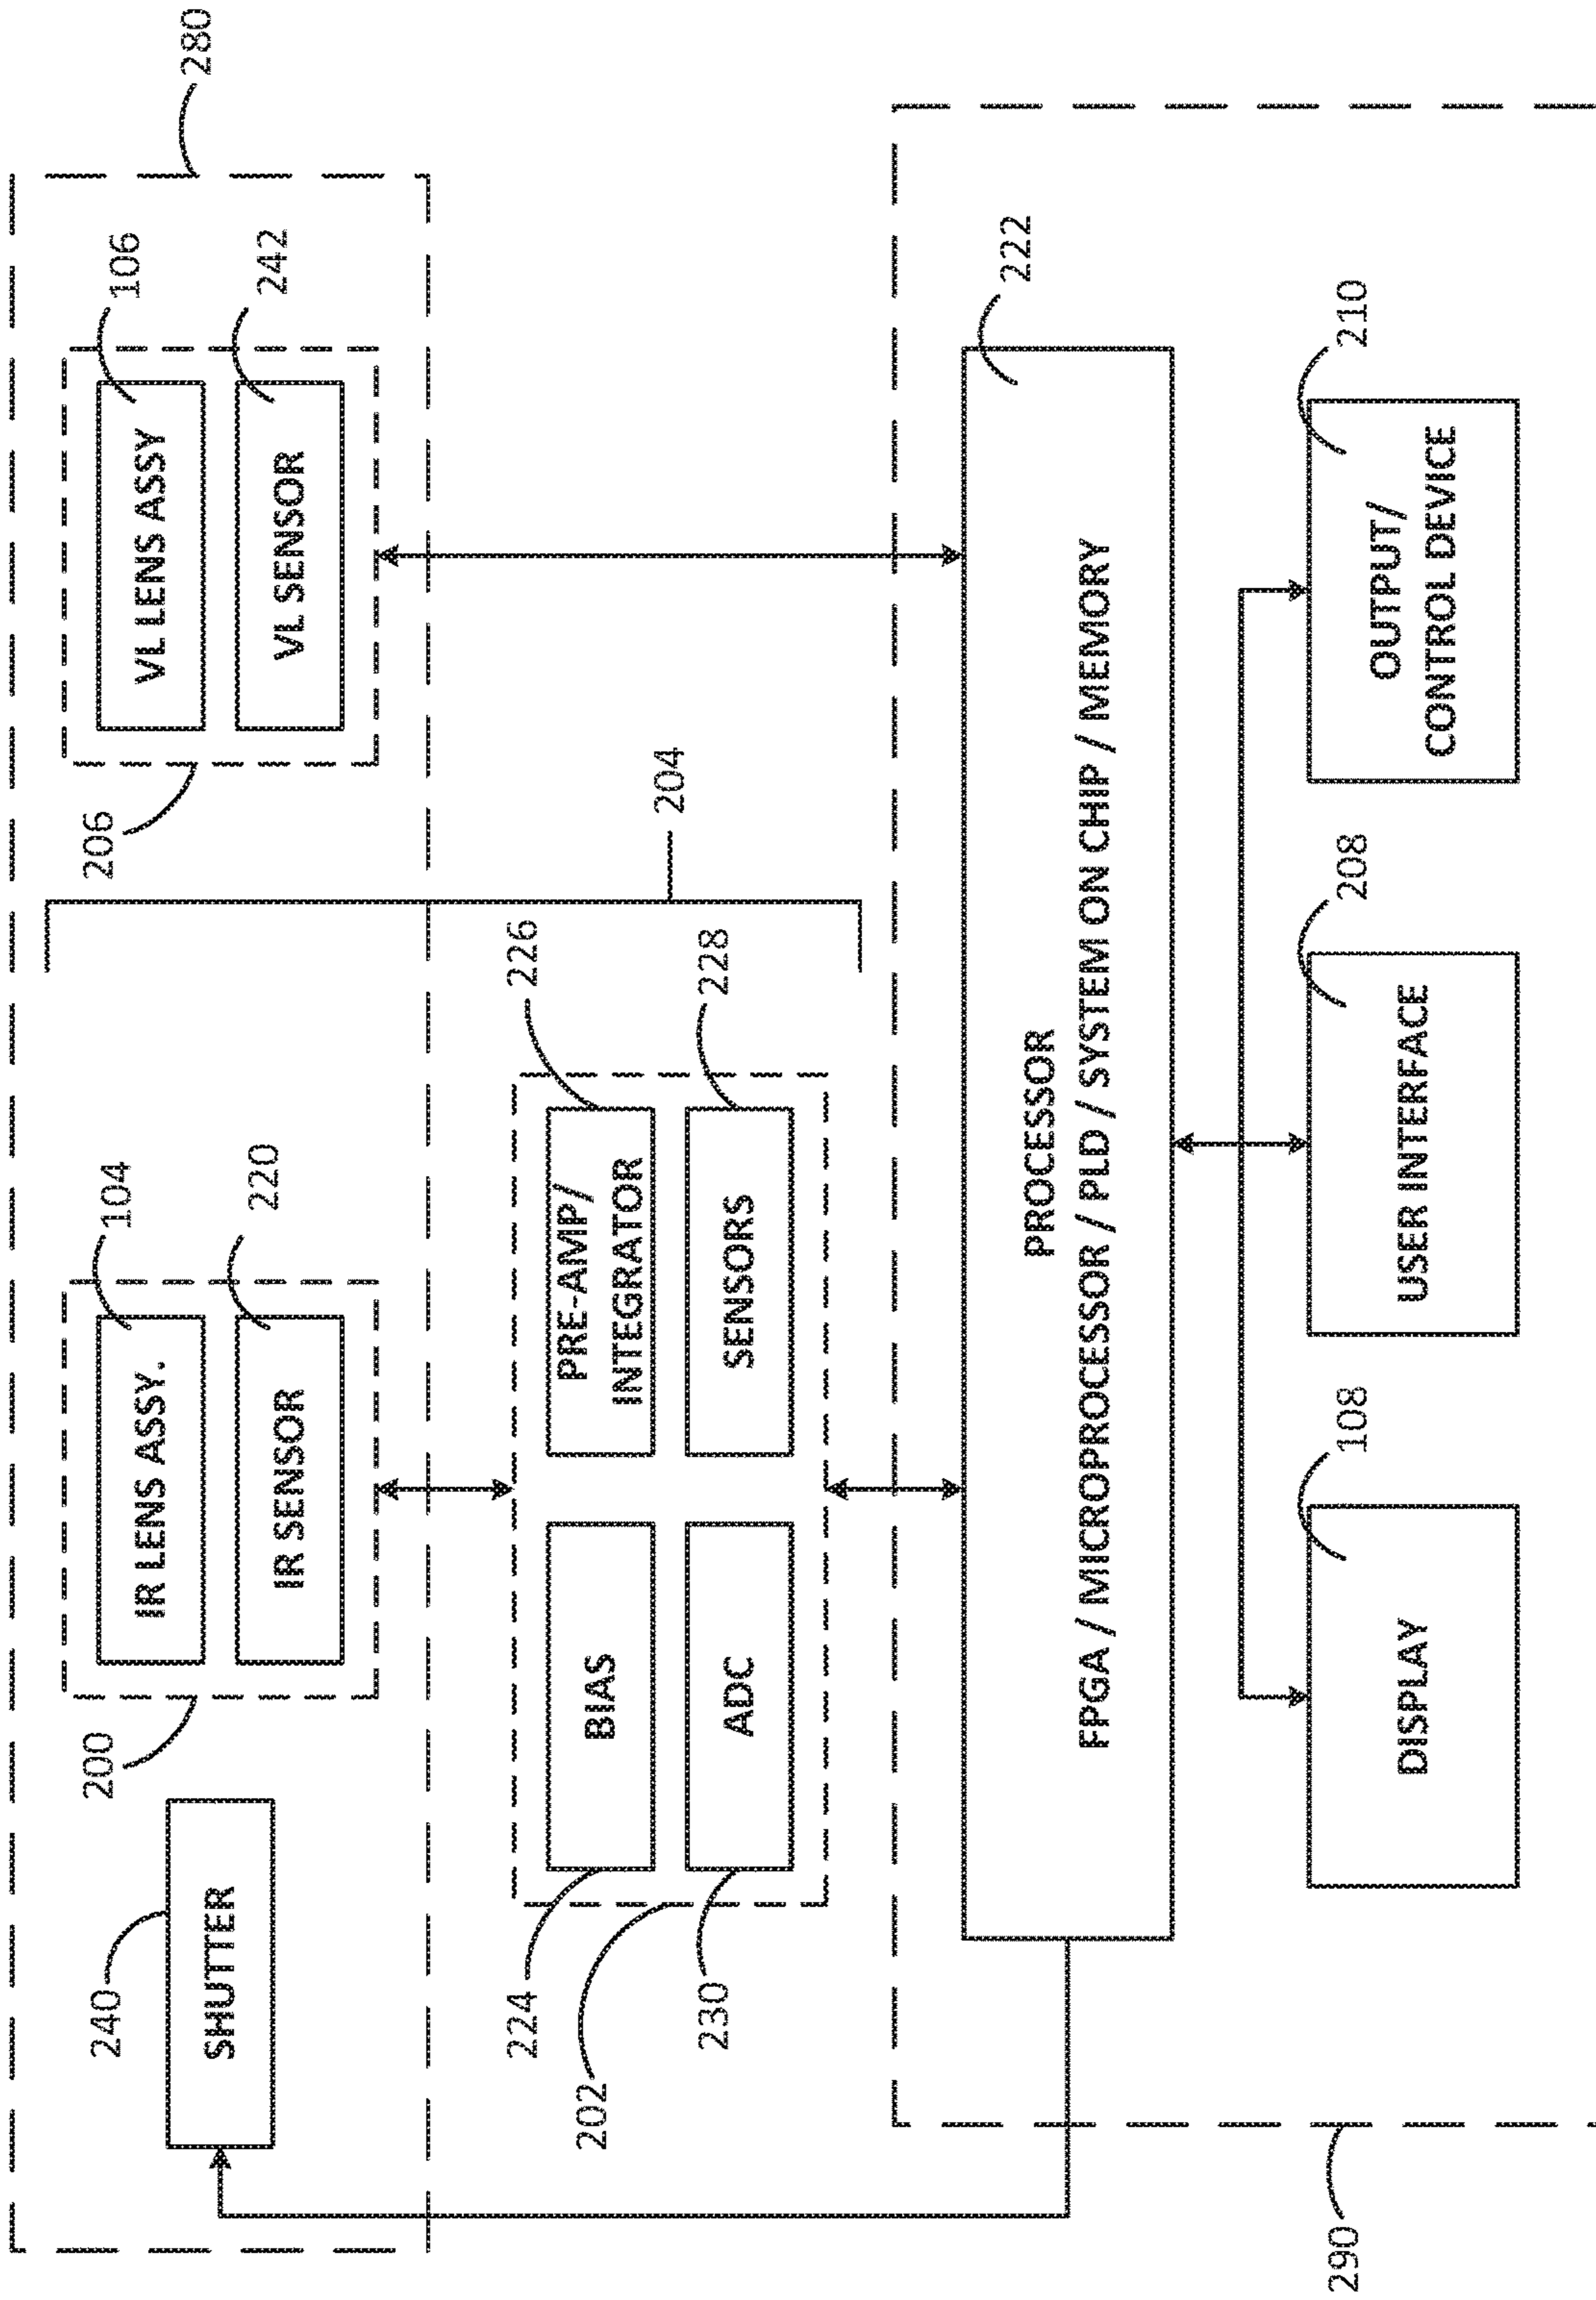 280
240
SHUTTER
200
104
IR LENS ASSY.
220
IR SENSOR
206
106
VL LENS ASSY
242
VL SENSOR
204
202
224
BIAS
226
PRE-AMP/
INTEGRATOR
230
ADC
228
SENSORS
222
PROCESSOR
FPGA / MICROPROCESSOR / PLD / SYSTEM ON CHIP / MEMORY
290
108
DISPLAY
208
USER INTERFACE
210
OUTPUT/
CONTROL DEVICE